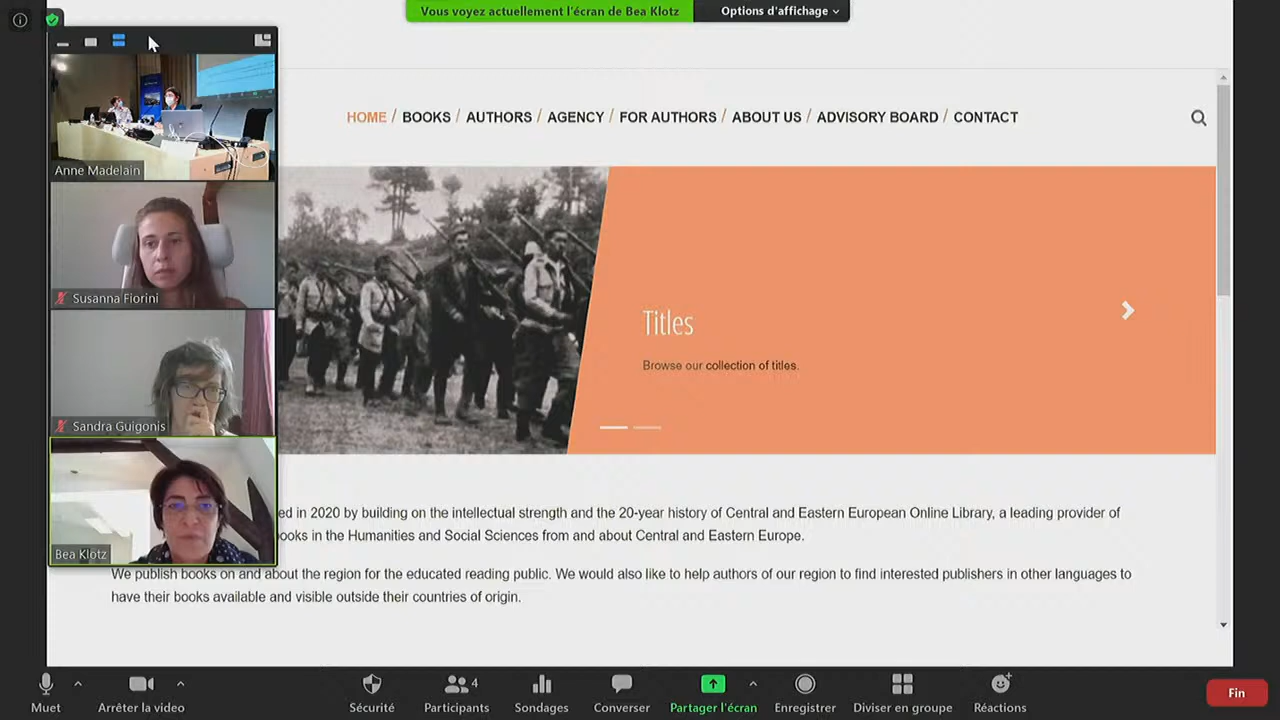 Vous voyez actuellement l'écran de Bea Klotz
Options d'affichage
Anne Madelain
Susanna Fiorini
Sandra Guigonis
Bea Klotz
HOME / BOOKS / AUTHORS / AGENCY / FOR AUTHORS / ABOUT US / ADVISORY BOARD / CONTACT
Titles
Browse our collection of titles.
ed in 2020 by building on the intellectual strength and the 20-year history of Central and Eastern European Online Library, a leading provider of
ooks in the Humanities and Social Sciences from and about Central and Eastern Europe.
We publish books on and about the region for the educated reading public. We would also like to help authors of our region to find interested publishers in other languages to
have their books available and visible outside their countries of origin.
Muet
Arrêter la video
Sécurité
4
Participants
Sondages
Converser
Partager l'écran
Enregistrer
Diviser en groupe
Réactions
Fin